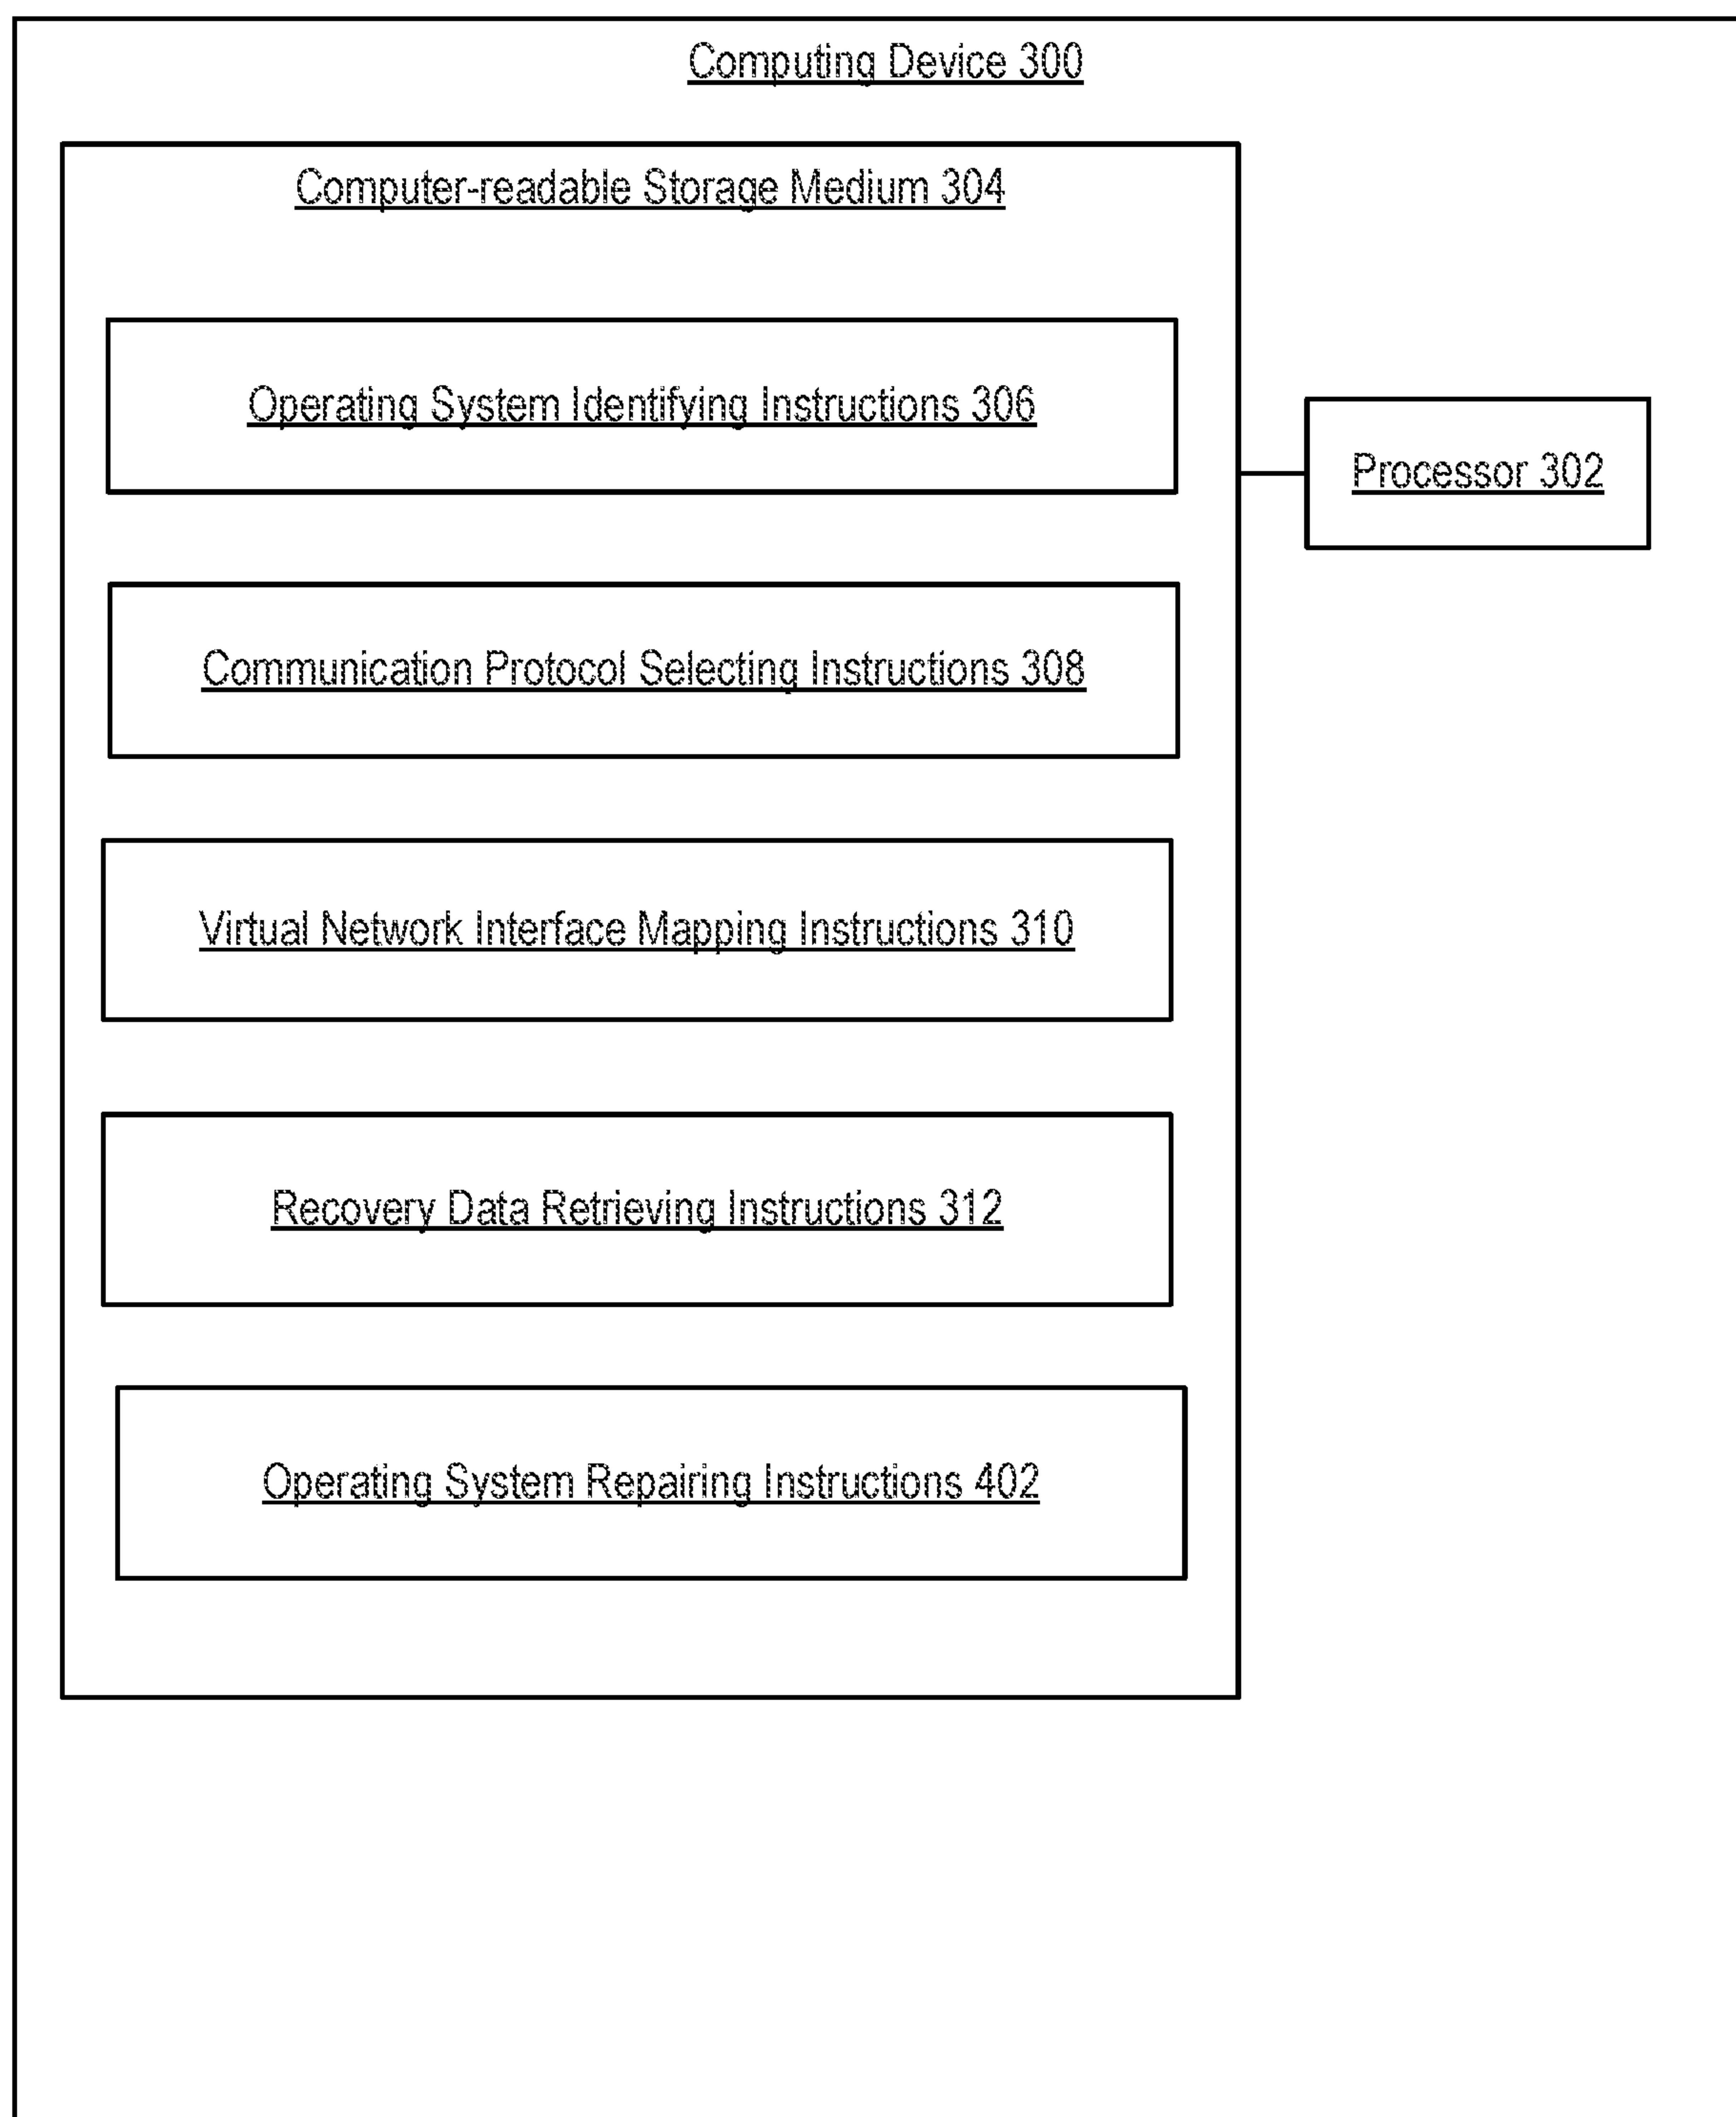 Computing Device 300
Computer-readable Storage Medium 304
Operating System Identifying Instructions 306
Processor 302
Communication Protocol Selecting Instructions 308
Virtual Network Interface Mapping Instructions 310
Recovery Data Retrieving Instructions 312
Operating System Repairing Instructions 402